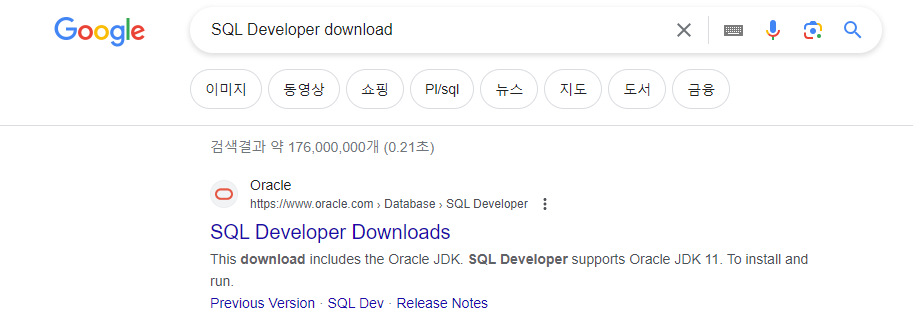 Google
SQL Developer download
이미지 동영상 쇼핑 Pl/sql 뉴스 지도 도서 금융
검색결과 약 176,000,000개 (0.21초)
Oracle
https://www.oracle.com › Database › SQL Developer
SQL Developer Downloads
This download includes the Oracle JDK. SQL Developer supports Oracle JDK 11. To install and
run.
Previous Version · SQL Dev · Release Notes